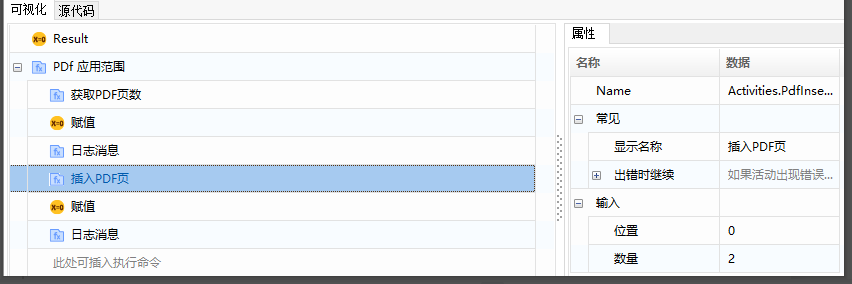 可视化 源代码
Result
PDf 应用范围
获取PDF页数
X=0 赋值
日志消息
插入PDF页
X=0 赋值
日志消息
此处可插入执行命令
属性
名称 数据
Name Activities.PdfInse...
常见
显示名称 插入PDF页
出错时继续 如果活动出现错误...
输入
位置 0
数量 2